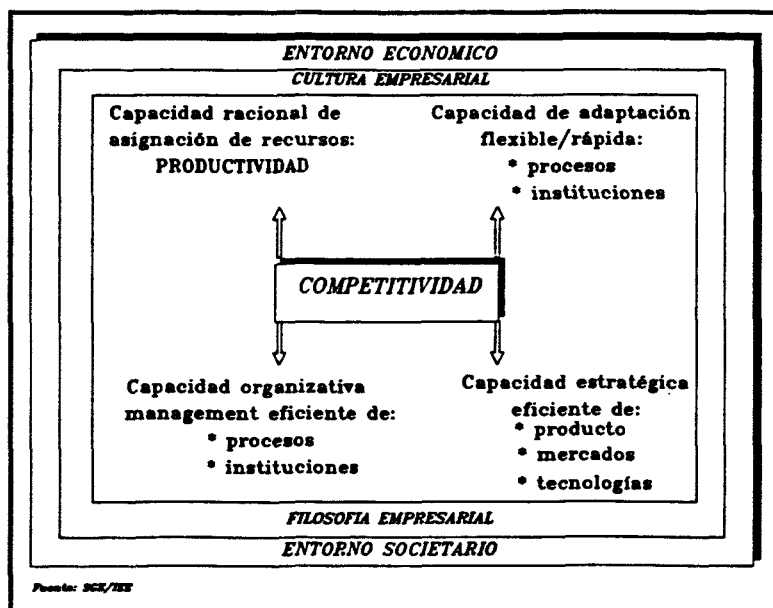 ENTORNO ECONOMICO
CULTURA EMPRESARIAL
Capacidad racional de
asignación de recursos:
PRODUCTIVIDAD
Capacidad de adaptación
flexible/rápida:
* procesos
* instituciones
COMPETITIVIDAD
Capacidad organizativa
management eficiente de:
* procesos
* instituciones
Capacidad estratégica
eficiente de:
* producto
* mercados
* tecnologías
FILOSOFIA EMPRESARIAL
ENTORNO SOCIETARIO
Fuente: